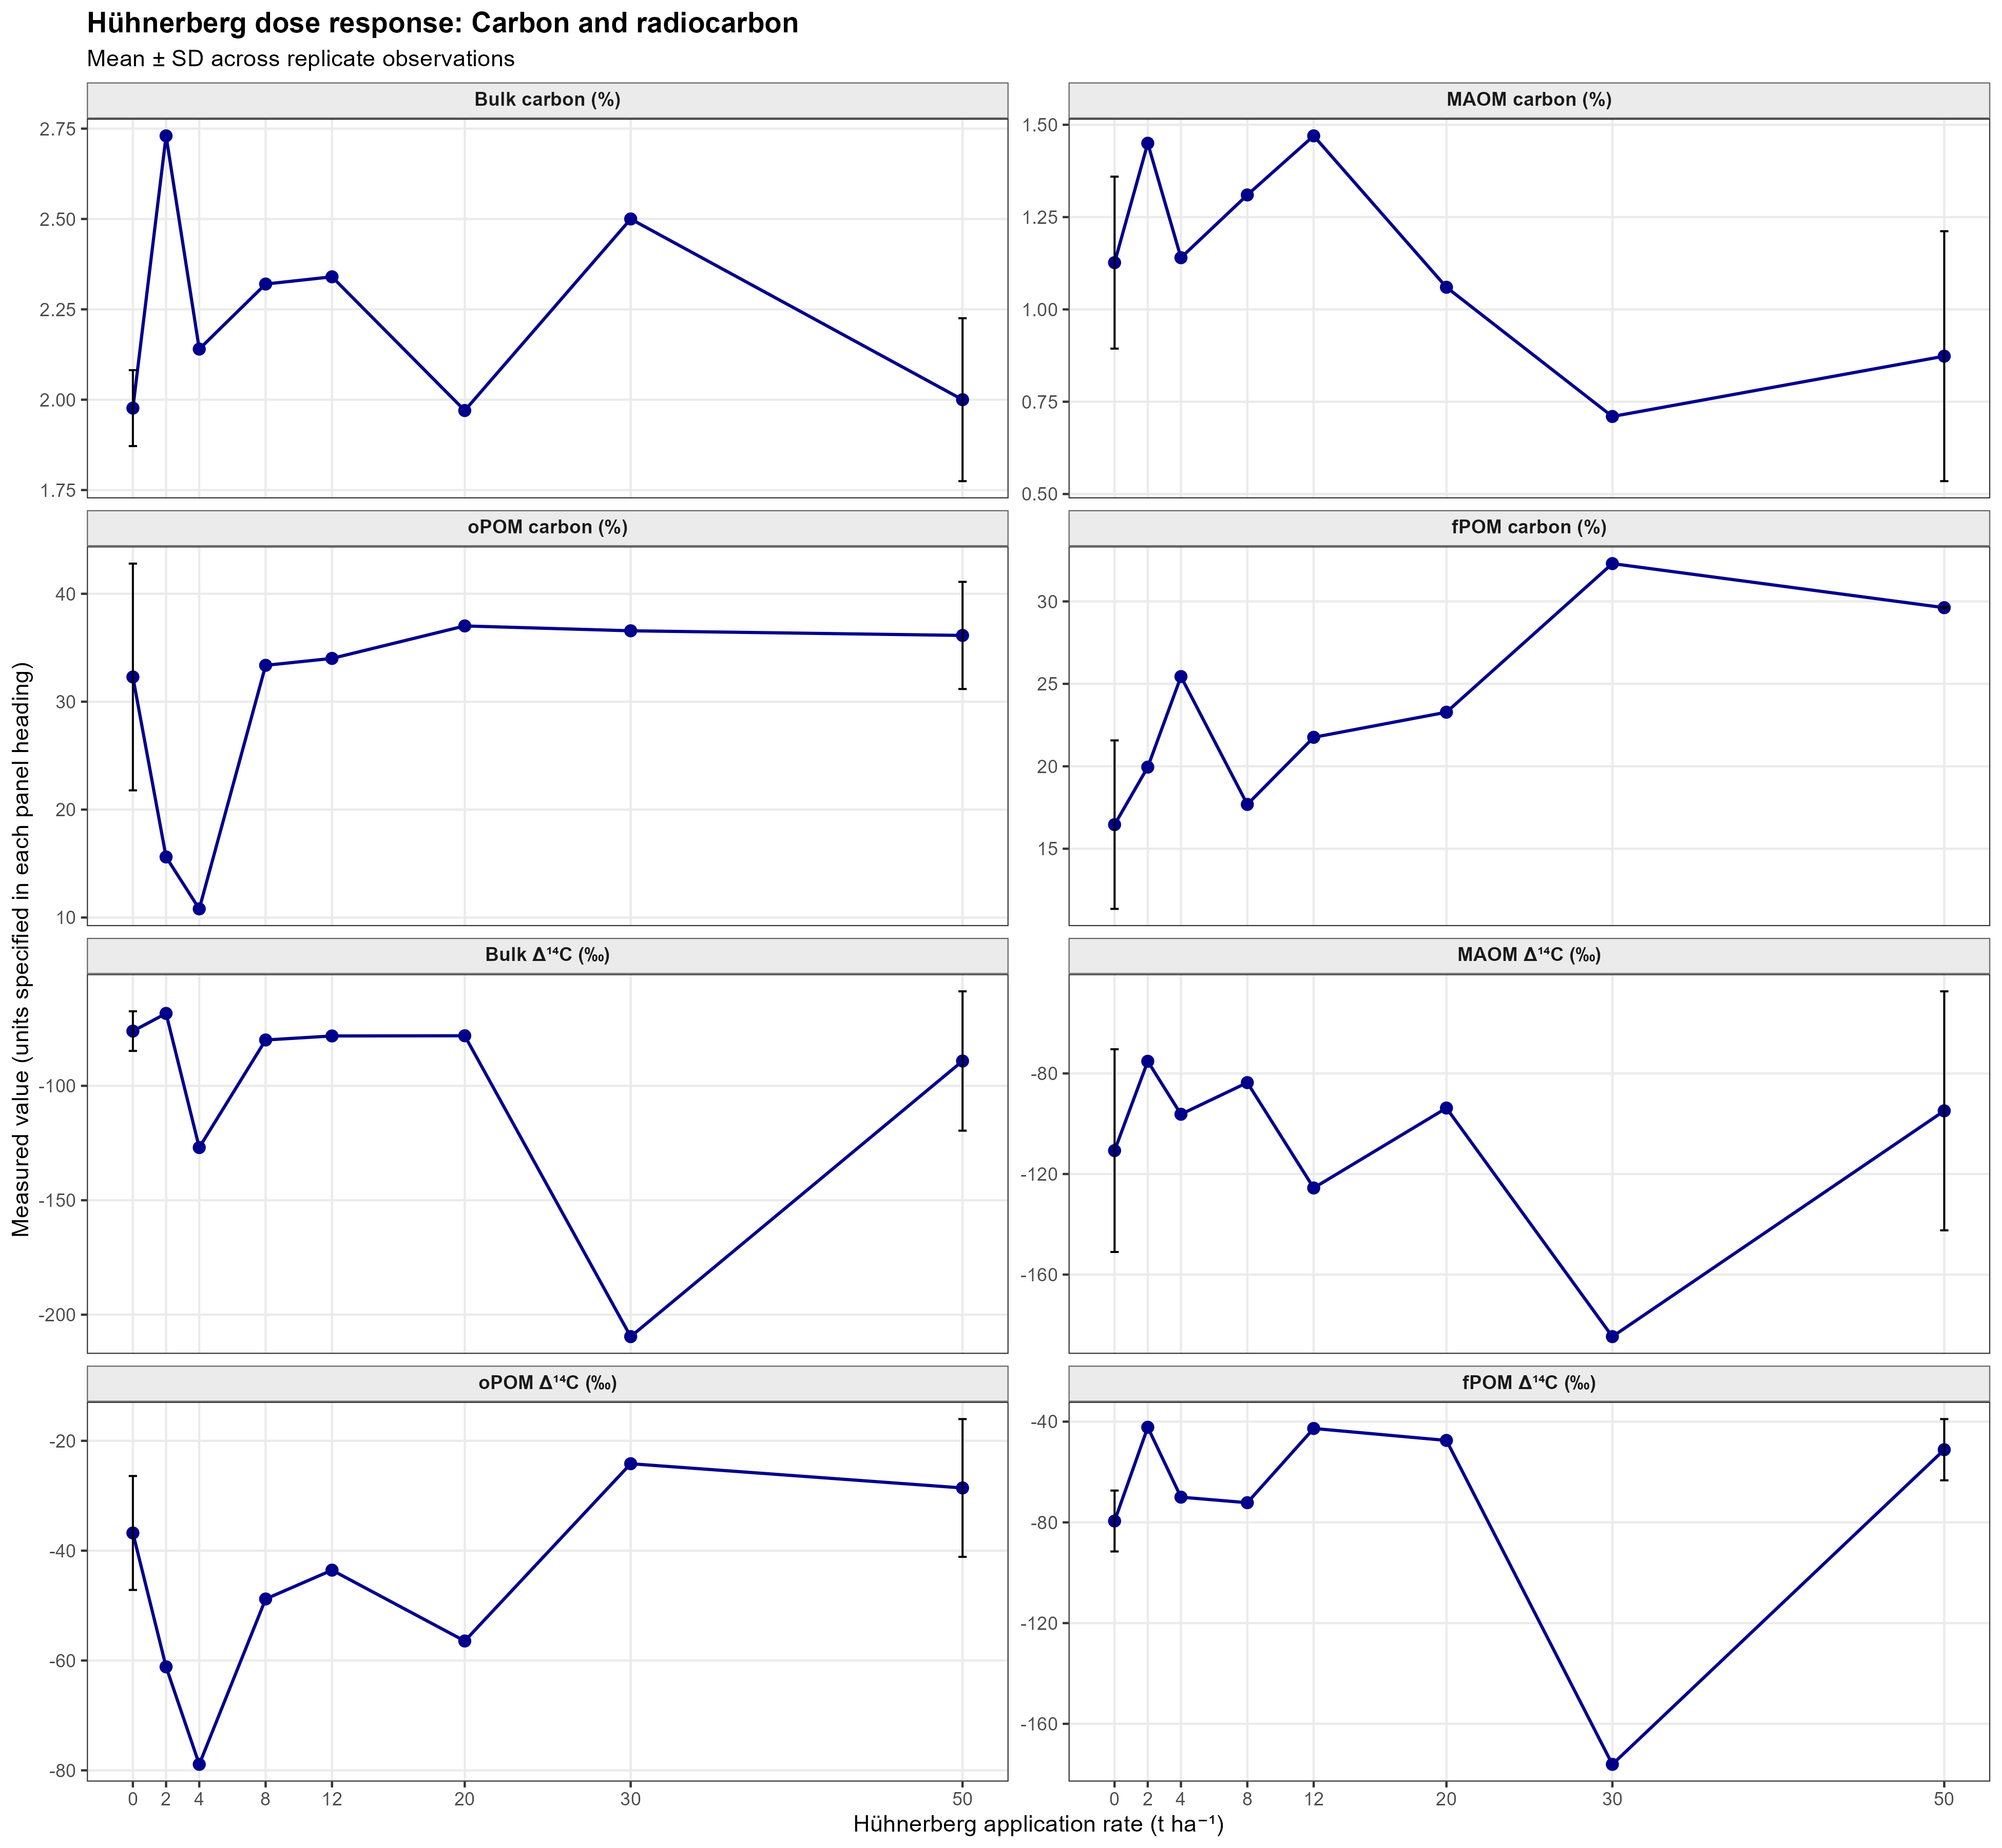 Hühnerberg dose response: Carbon and radiocarbon
Mean ± SD across replicate observations
Bulk carbon (%)
2.75
2.50
2.25
2.00
1.75
MAOM carbon (%)
1.50
1.25
1.00
0.75
0.50
oPOM carbon (%)
40
30
20
10
fPOM carbon (%)
30
25
20
15
Measured value (units specified in each panel heading)
Bulk Δ¹⁴C (‰)
-100
-150
-200
MAOM Δ¹⁴C (‰)
-80
-120
-160
oPOM Δ¹⁴C (‰)
-20
-40
-60
-80
0 2 4 8 12 20 30 50
fPOM Δ¹⁴C (‰)
-40
-80
-120
-160
0 2 4 8 12 20 30 50
Hühnerberg application rate (t ha⁻¹)